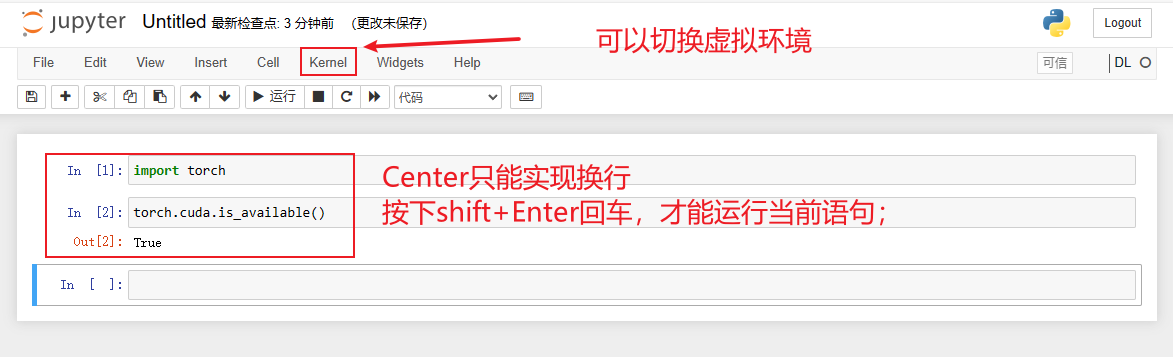 jupyter Untitled 最新检查点: 3 分钟前 (更改未保存) Logout
可以切换虚拟环境
File Edit View Insert Cell Kernel Widgets Help 可信 DL
运行 代码
In [1]: import torch
Center只能实现换行
In [2]: torch.cuda.is_available()
按下shift+Enter回车，才能运行当前语句；
Out[2]: True
In [ ]: